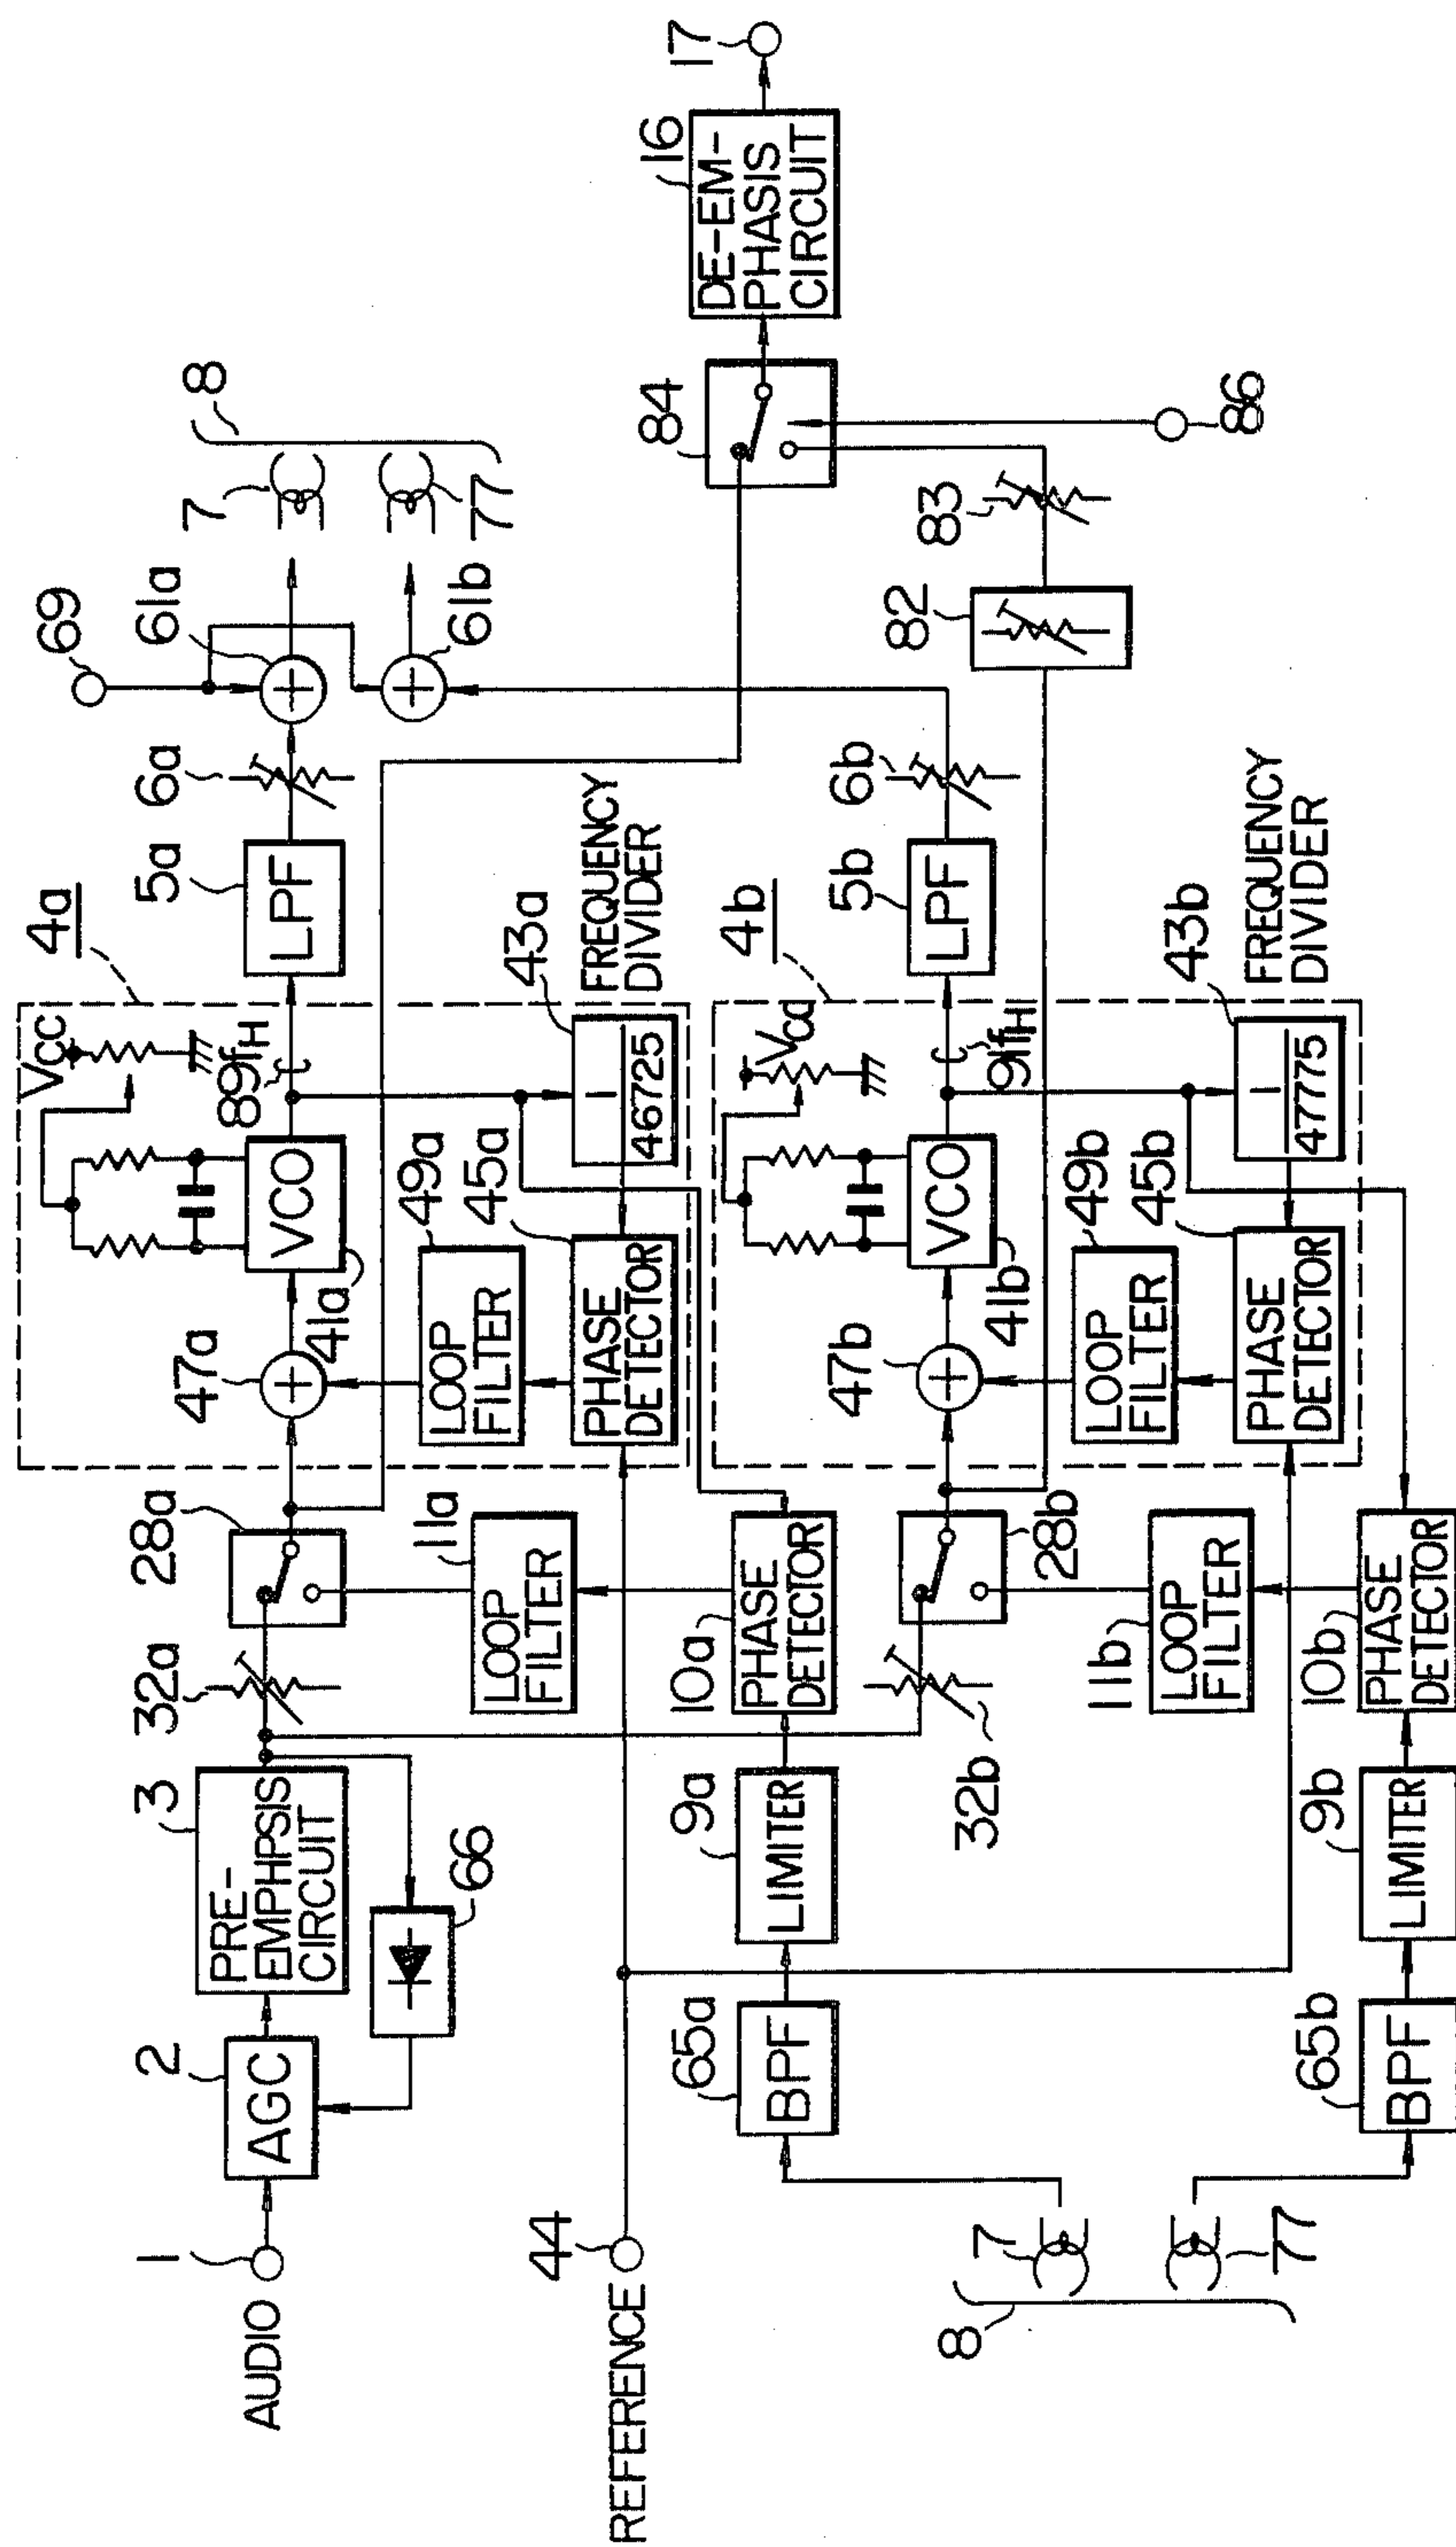 AUDIO
1
2
AGC
3
PRE-
EMPHPSIS
CIRCUIT
66
32a
28a
47a
4a
VCC
41a
VCO
89fH
5a
LPF
6a
69
61a
7
8
77
61b
11a
LOOP
FILTER
49a
LOOP
FILTER
45a
PHASE
DETECTOR
43a
1
46725
FREQUENCY
DIVIDER
REFERENCE
44
65a
BPF
9a
LIMITER
10a
PHASE
DETECTOR
32b
28b
47b
4b
Vcd
41b
VCO
91fH
5b
LPF
6b
84
16
DE-EM-
PHASIS
CIRCUIT
17
82
83
86
8
7
77
11b
LOOP
FILTER
49b
LOOP
FILTER
45b
PHASE
DETECTOR
43b
1
47775
FREQUENCY
DIVIDER
65b
BPF
9b
LIMITER
10b
PHASE
DETECTOR